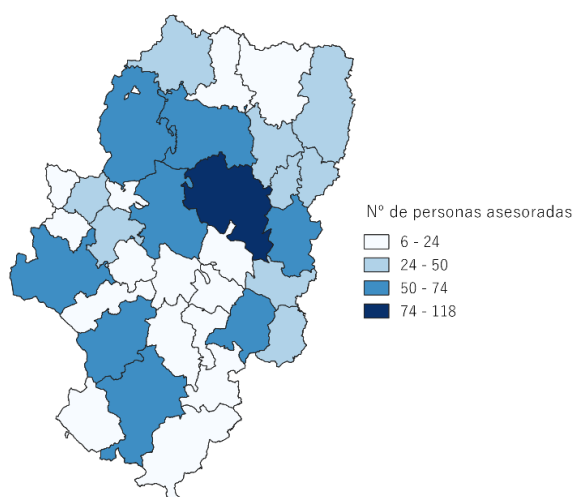 Nº de personas asesoradas
6 - 24
24 - 50
50 - 74
74 - 118